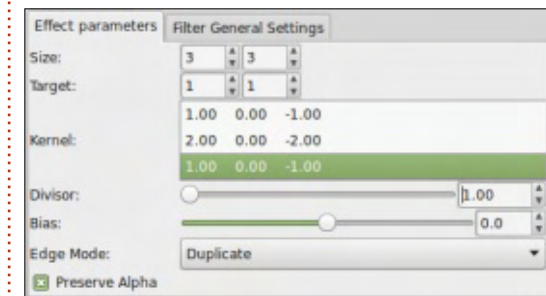 Effect parameters Filter General Settings
Size: 3 3
Target: 1 1
Kernel:
1.00 0.00 -1.00
2.00 0.00 -2.00
1.00 0.00 -1.00
Divisor: 1.00
Bias: 0.0
Edge Mode: Duplicate
Preserve Alpha